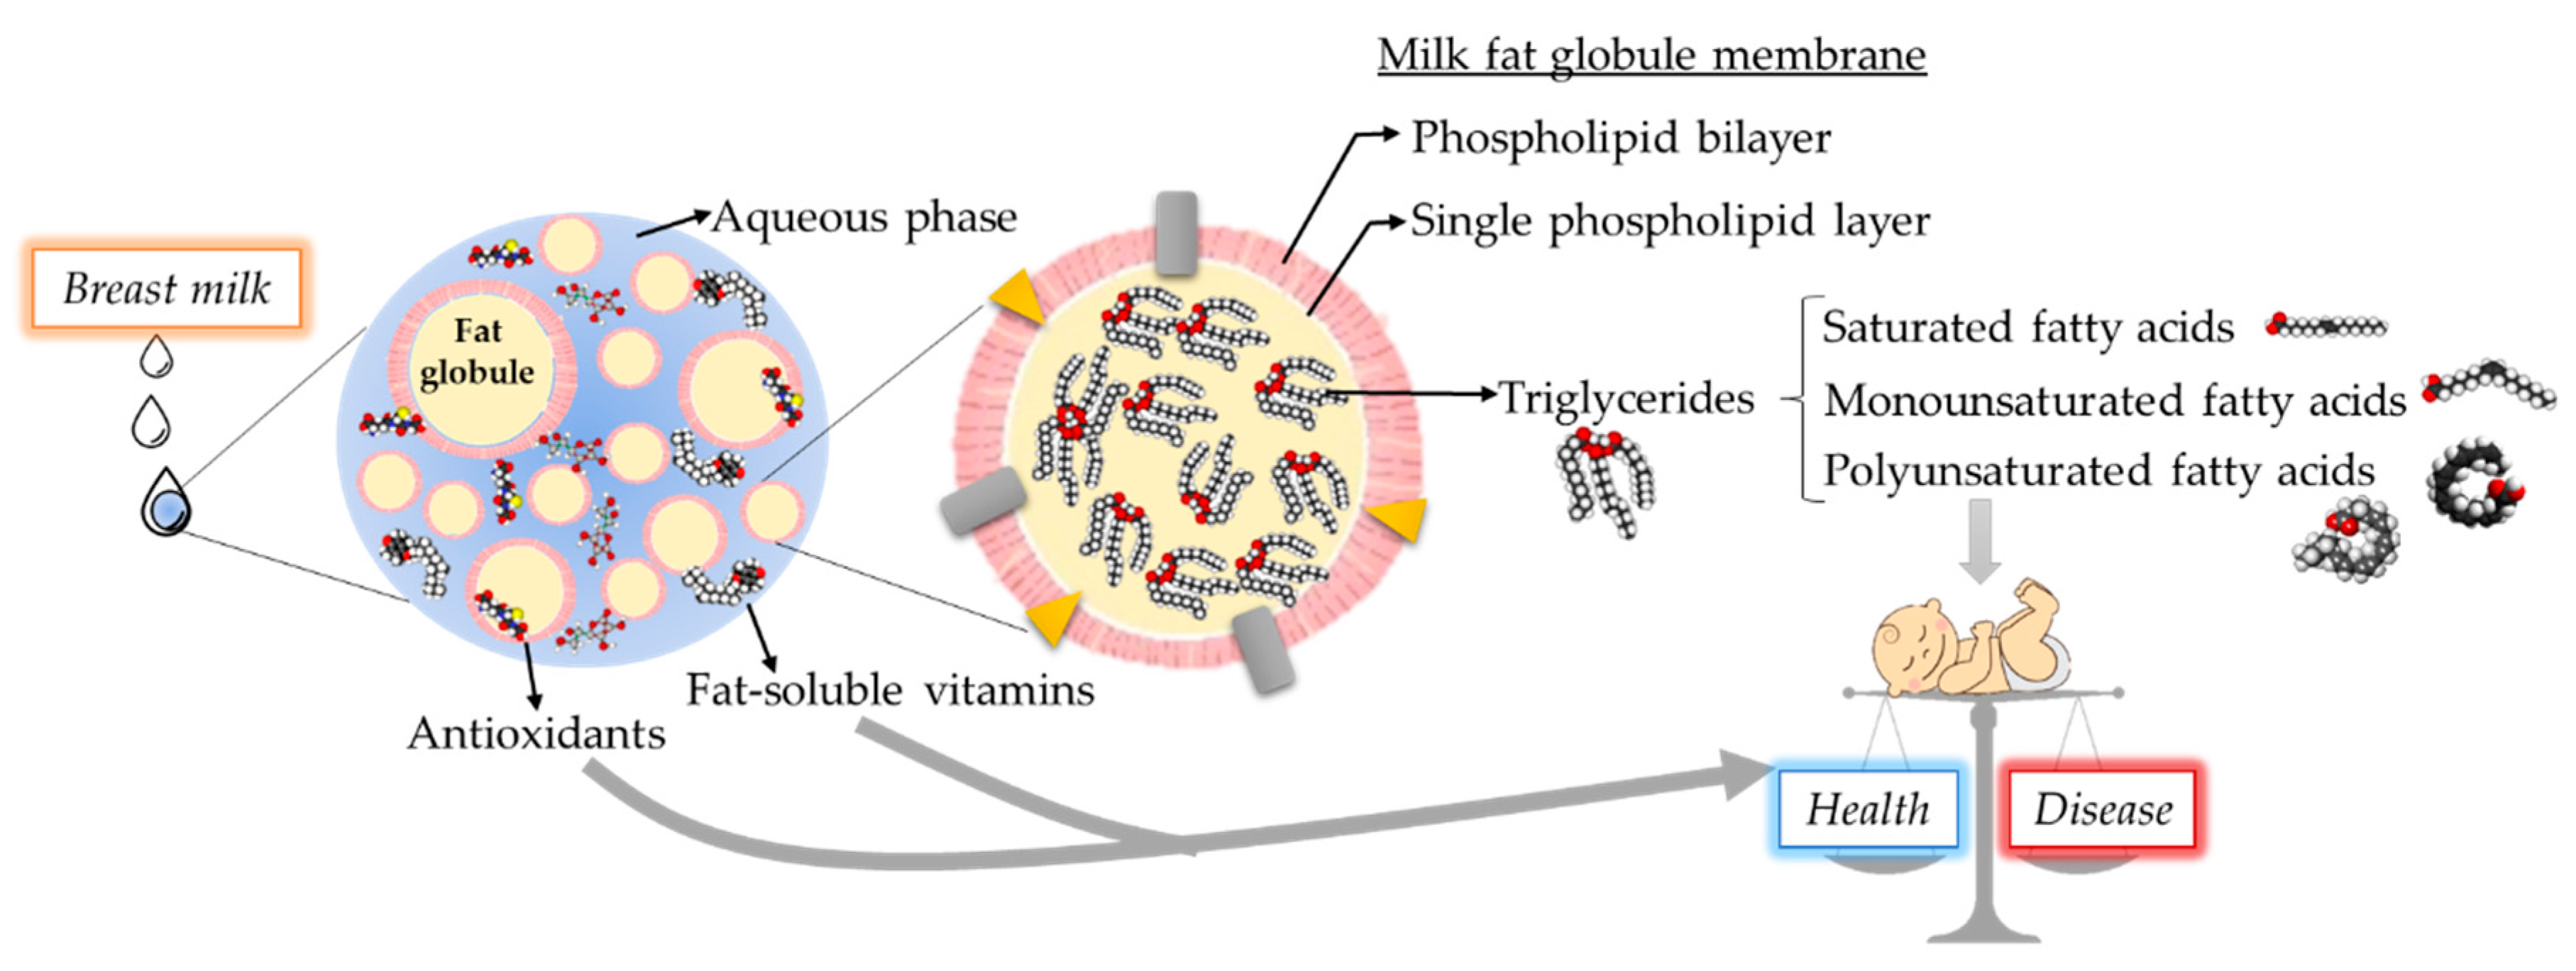 Milk fat globule membrane
Phospholipid bilayer
Single phospholipid layer
Aqueous phase
Breast milk
Fat
globule
Triglycerides
Saturated fatty acids
Monounsaturated fatty acids
Polyunsaturated fatty acids
Fat-soluble vitamins
Antioxidants
Health
Disease